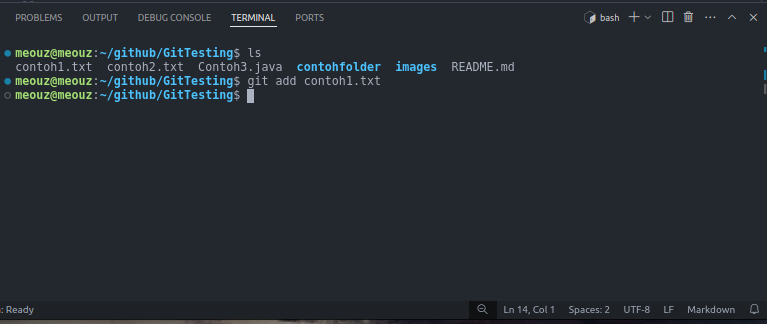 PROBLEMS OUTPUT DEBUG CONSOLE TERMINAL PORTS bash
meouz@meouz:~/github/GitTesting$ ls
contoh1.txt contoh2.txt Contoh3.java contohfolder images README.md
meouz@meouz:~/github/GitTesting$ git add contoh1.txt
meouz@meouz:~/github/GitTesting$
: Ready Ln 14, Col 1 Spaces: 2 UTF-8 LF Markdown